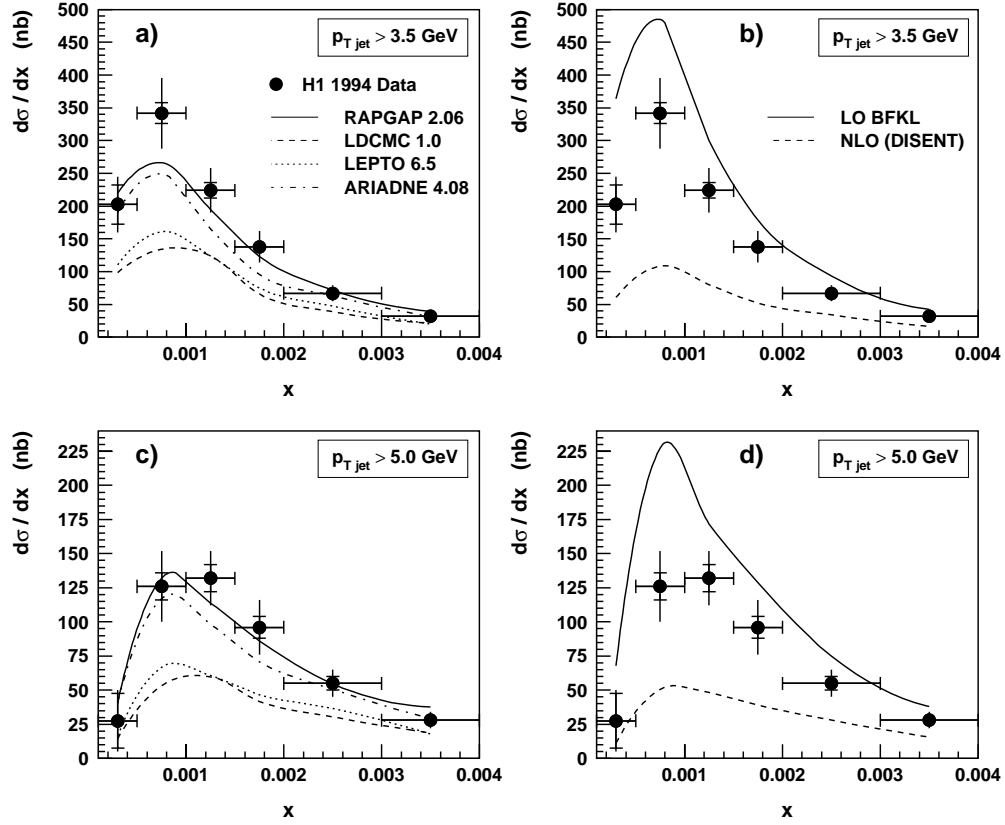 a)
p_T jet > 3.5 GeV
dσ / dx (nb)
500
450
400
350
300
250
200
150
100
50
0
H1 1994 Data
RAPGAP 2.06
LDCMC 1.0
LEPTO 6.5
ARIADNE 4.08
0.001 0.002 0.003 0.004
x
b)
p_T jet > 3.5 GeV
dσ / dx (nb)
500
450
400
350
300
250
200
150
100
50
0
LO BFKL
NLO (DISENT)
0.001 0.002 0.003 0.004
x
c)
p_T jet > 5.0 GeV
dσ / dx (nb)
225
200
175
150
125
100
75
50
25
0
0.001 0.002 0.003 0.004
x
d)
p_T jet > 5.0 GeV
dσ / dx (nb)
225
200
175
150
125
100
75
50
25
0
0.001 0.002 0.003 0.004
x